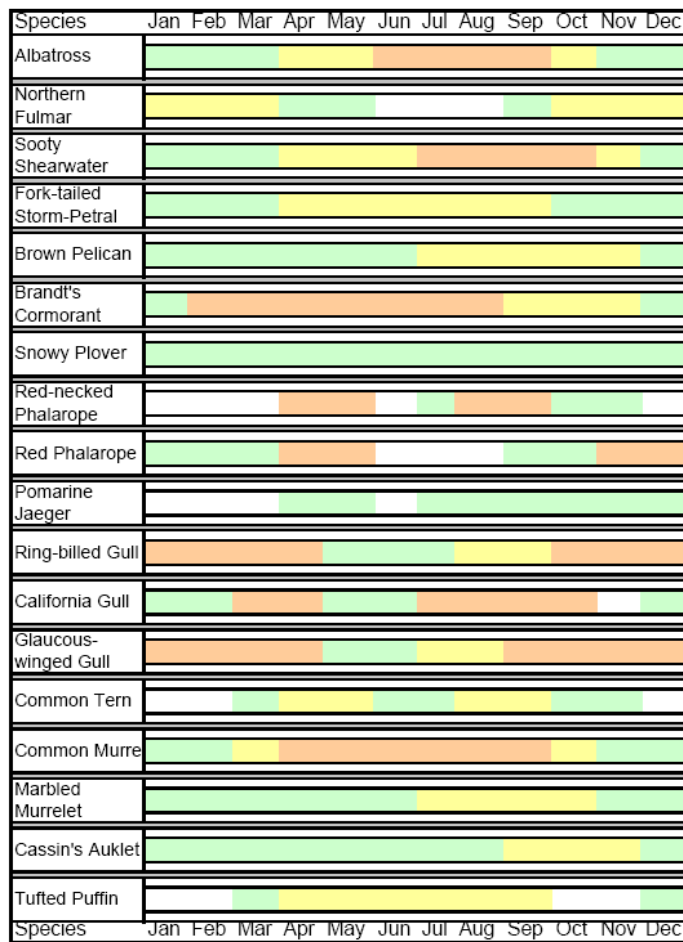 Species Jan Feb Mar Apr May Jun Jul Aug Sep Oct Nov Dec
Albatross
Northern
Fulmar
Sooty
Shearwater
Fork-tailed
Storm-Petral
Brown Pelican
Brandt's
Cormorant
Snowy Plover
Red-necked
Phalarope
Red Phalarope
Pomarine
Jaeger
Ring-billed Gull
California Gull
Glaucous-
winged Gull
Common Tern
Common Murre
Marbled
Murrelet
Cassin's Auklet
Tufted Puffin
Species Jan Feb Mar Apr May Jun Jul Aug Sep Oct Nov Dec